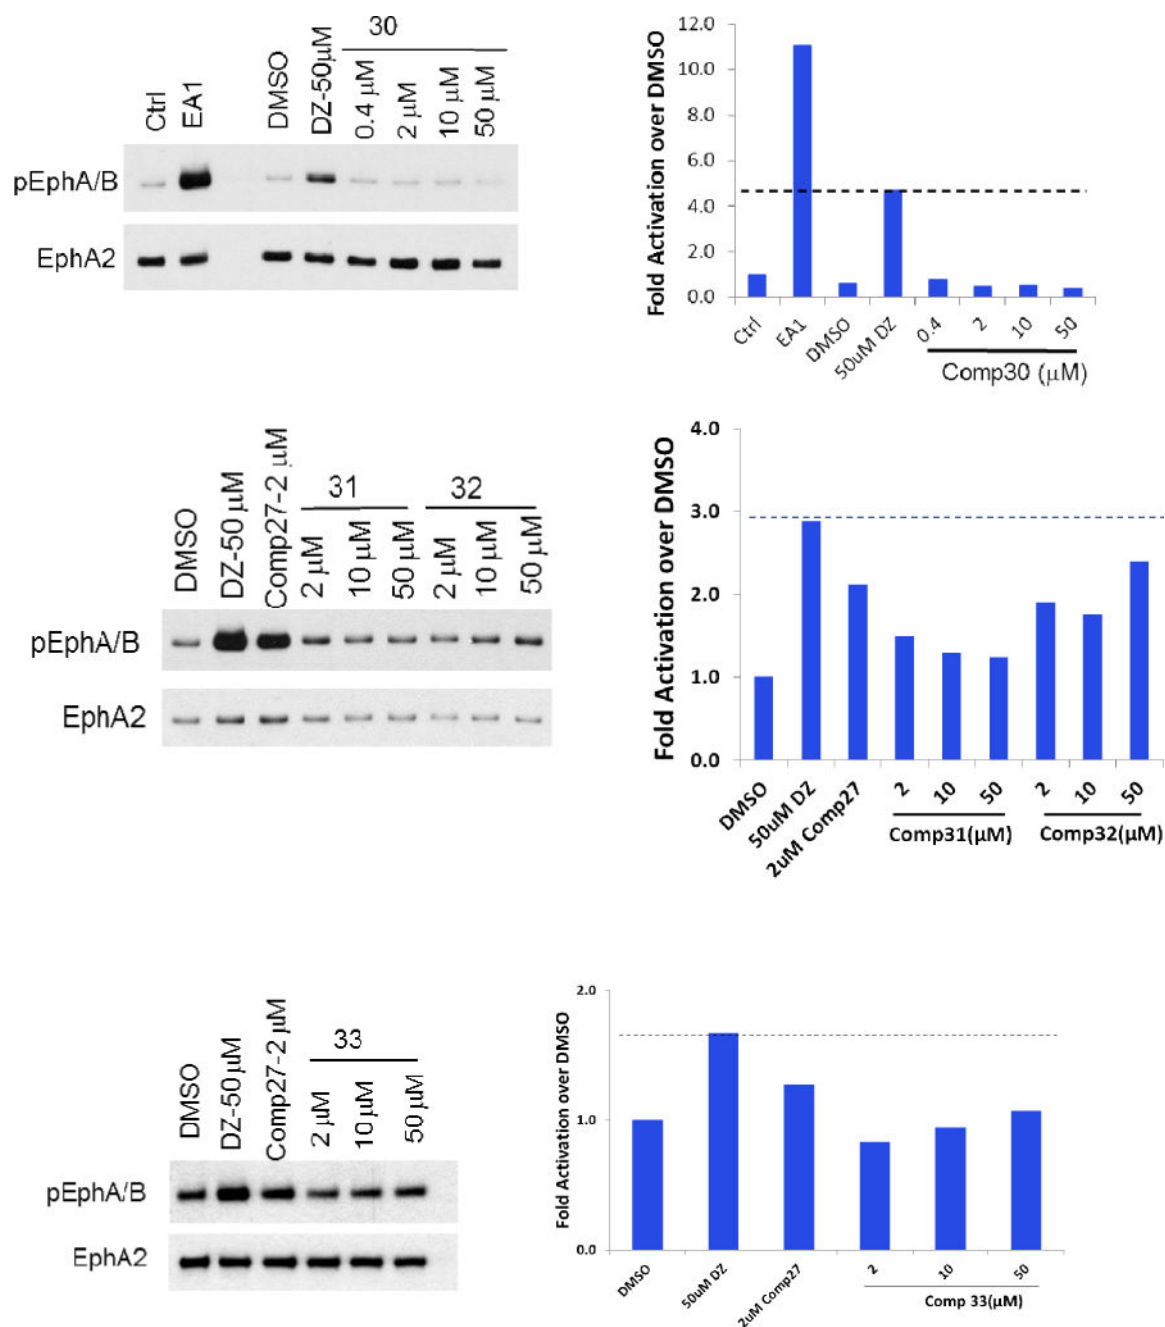 30
Ctrl
EA1
DMSO
DZ-50μM
0.4 μM
2 μM
10 μM
50 μM
pEphA/B
EphA2
Fold Activation over DMSO
12.0
10.0
8.0
6.0
4.0
2.0
0.0
Ctrl
EA1
DMSO
50uM DZ
0.4
2
10
50
Comp30 (μM)
31
32
DMSO
DZ-50 μM
Comp27-2 μM
2 μM
10 μM
50 μM
2 μM
10 μM
50 μM
pEphA/B
EphA2
Fold Activation over DMSO
4.0
3.0
2.0
1.0
0.0
DMSO
50uM DZ
2uM Comp27
2
10
50
2
10
50
Comp31(μM)
Comp32(μM)
33
DMSO
DZ-50μM
Comp27-2 μM
2 μM
10 μM
50 μM
pEphA/B
EphA2
Fold Activation over DMSO
2.0
1.0
0.0
DMSO
50uM DZ
2uM Comp27
2
10
50
Comp 33(μM)